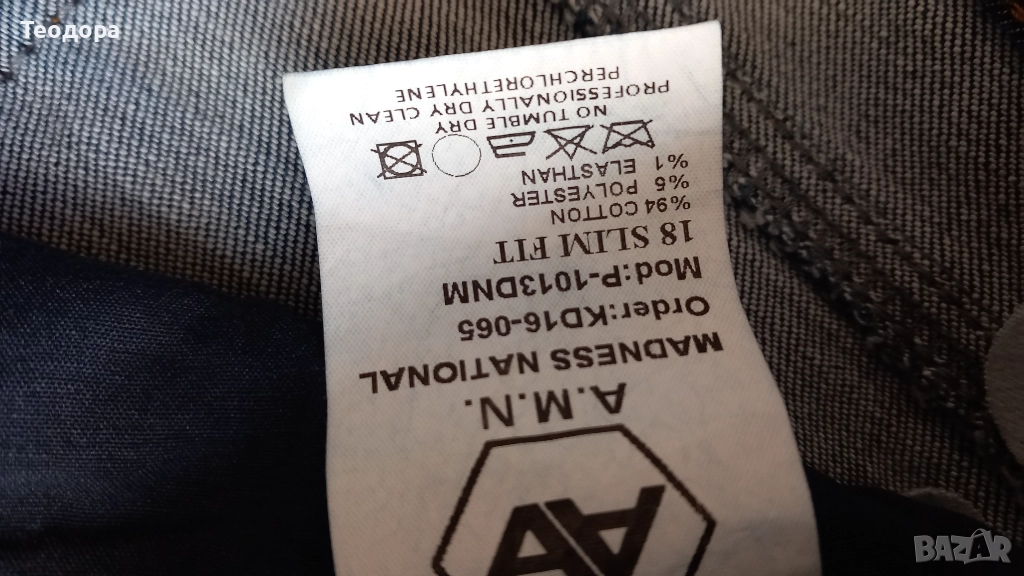 Теодора
A.M.N.
MADNESS NATIONAL
Order:KD16-065
Mod:P-1013DNM
18 SLIM FIT
%94 COTTON
%5 POLYESTER
%1 ELASTHAN
NO TUMBLE DRY
PROFESSIONALLY DRY CLEAN
PERCHLORETHYLENE
BAZAR